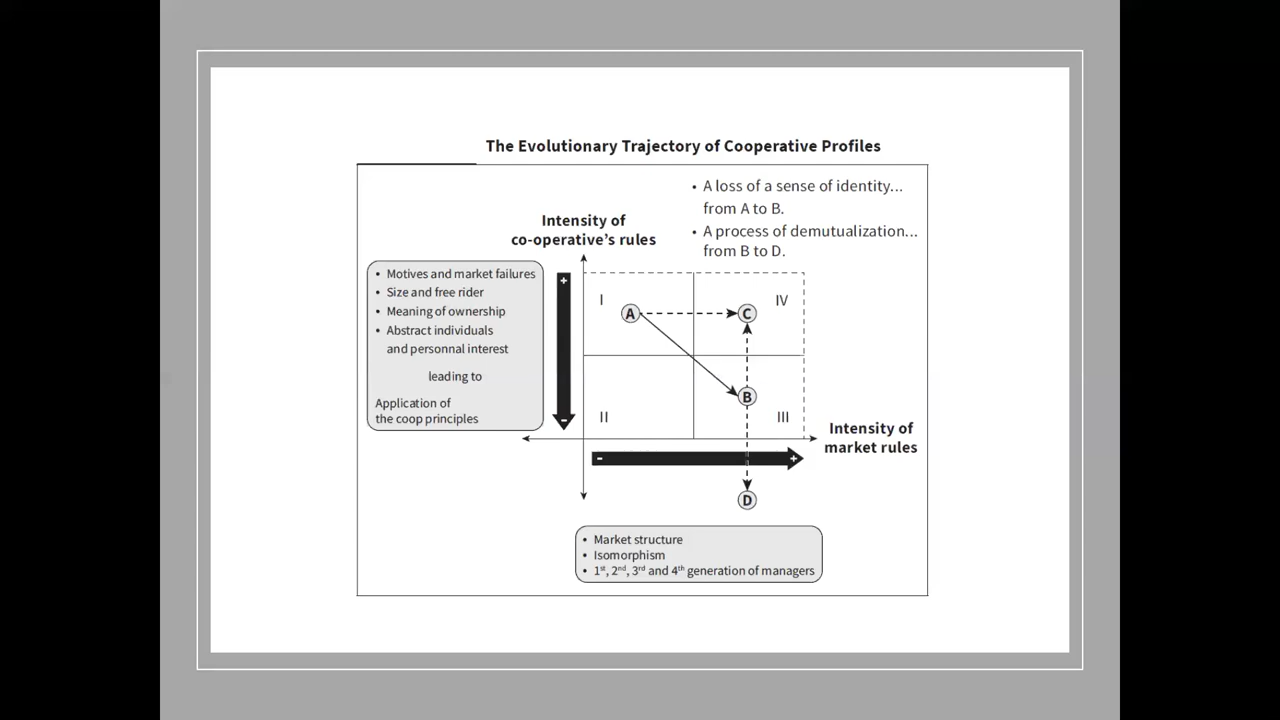 The Evolutionary Trajectory of Cooperative Profiles
• A loss of a sense of identity...
from A to B.
• A process of demutualization...
from B to D.
Intensity of
co-operative's rules
• Motives and market failures
• Size and free rider
• Meaning of ownership
• Abstract individuals
and personnal interest
leading to
Application of
the coop principles
+
-
I
IV
A
C
B
II
III
Intensity of
market rules
-
+
D
• Market structure
• Isomorphism
• 1st, 2nd, 3rd and 4th generation of managers